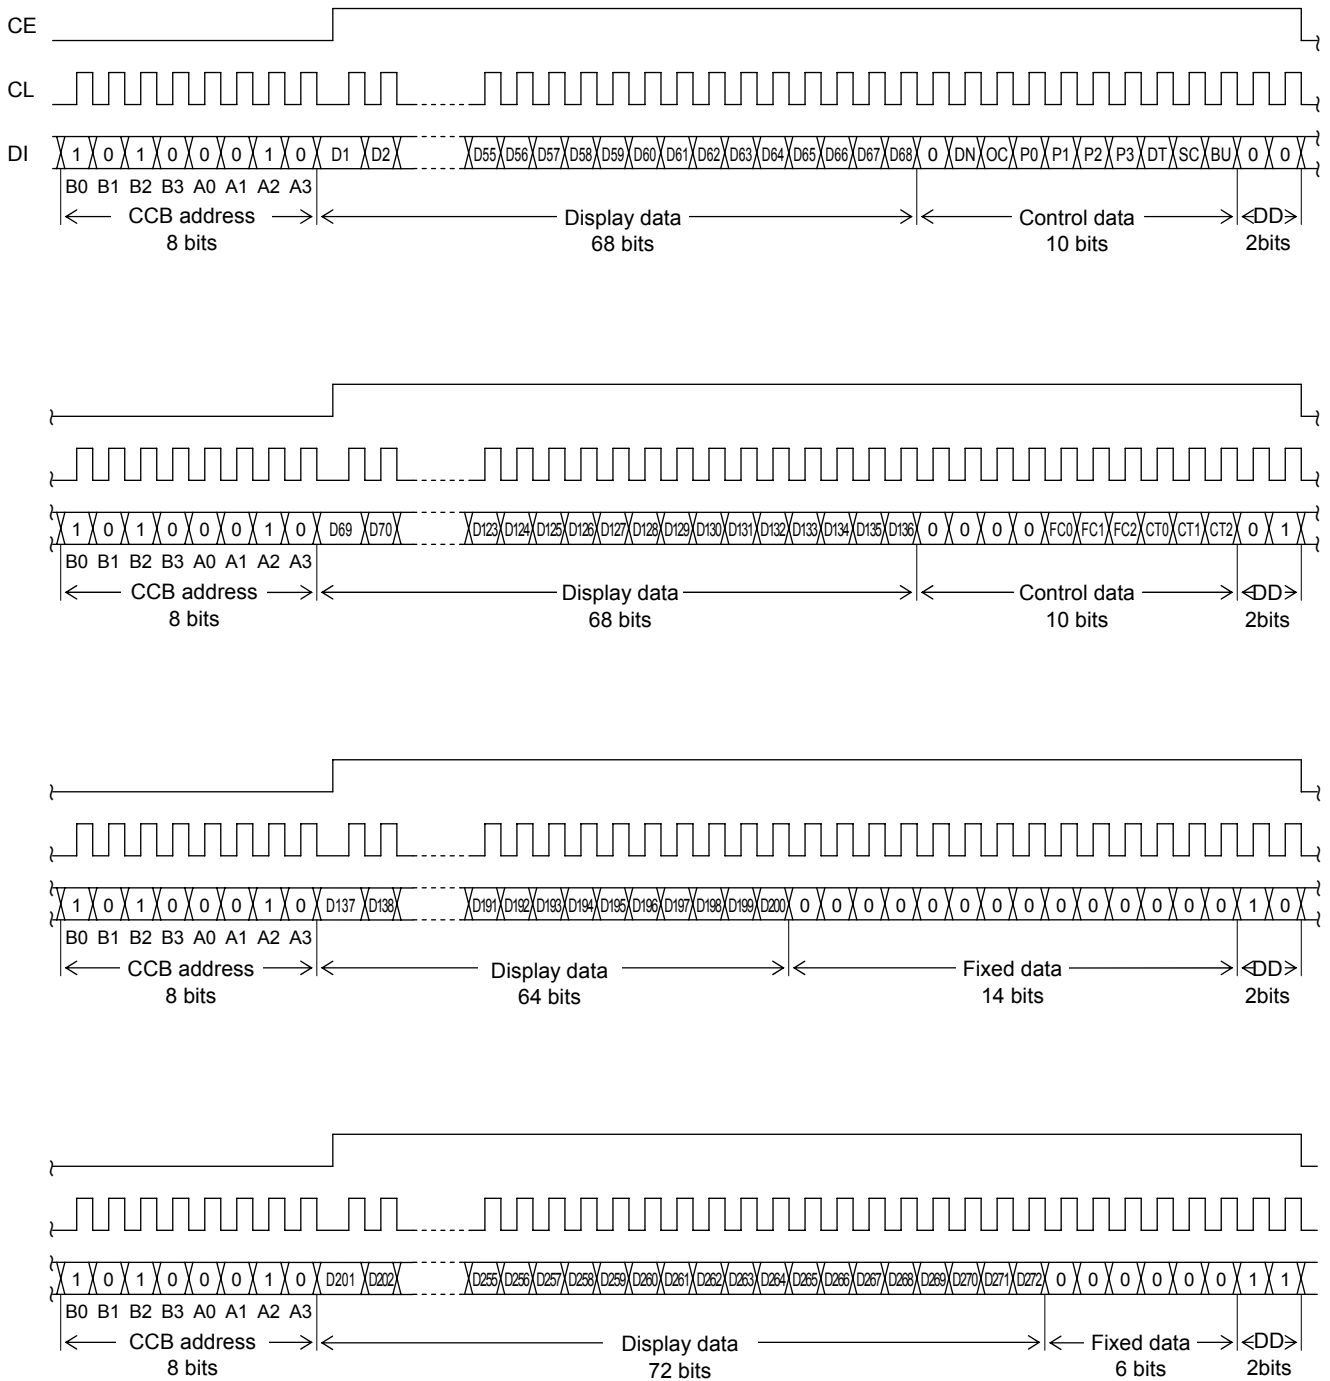 CE
CL
DI 1 0 1 0 0 0 1 0 D1 D2 D55 D56 D57 D58 D59 D60 D61 D62 D63 D64 D65 D66 D67 D68 0 DN OC P0 P1 P2 P3 DT SC BU 0 0
B0 B1 B2 B3 A0 A1 A2 A3
CCB address Display data Control data DD
8 bits 68 bits 10 bits 2bits
1 0 1 0 0 0 1 0 D69 D70 D123 D124 D125 D126 D127 D128 D129 D130 D131 D132 D133 D134 D135 D136 0 0 0 0 FC0 FC1 FC2 CT0 CT1 CT2 0 1
B0 B1 B2 B3 A0 A1 A2 A3
CCB address Display data Control data DD
8 bits 68 bits 10 bits 2bits
1 0 1 0 0 0 1 0 D137 D138 D191 D192 D193 D194 D195 D196 D197 D198 D199 D200 0 0 0 0 0 0 0 0 0 0 0 0 0 0 1 0
B0 B1 B2 B3 A0 A1 A2 A3
CCB address Display data Fixed data DD
8 bits 64 bits 14 bits 2bits
1 0 1 0 0 0 1 0 D201 D202 D255 D256 D257 D258 D259 D260 D261 D262 D263 D264 D265 D266 D267 D268 D269 D270 D271 D272 0 0 0 0 0 0 1 1
B0 B1 B2 B3 A0 A1 A2 A3
CCB address Display data Fixed data DD
8 bits 72 bits 6 bits 2bits